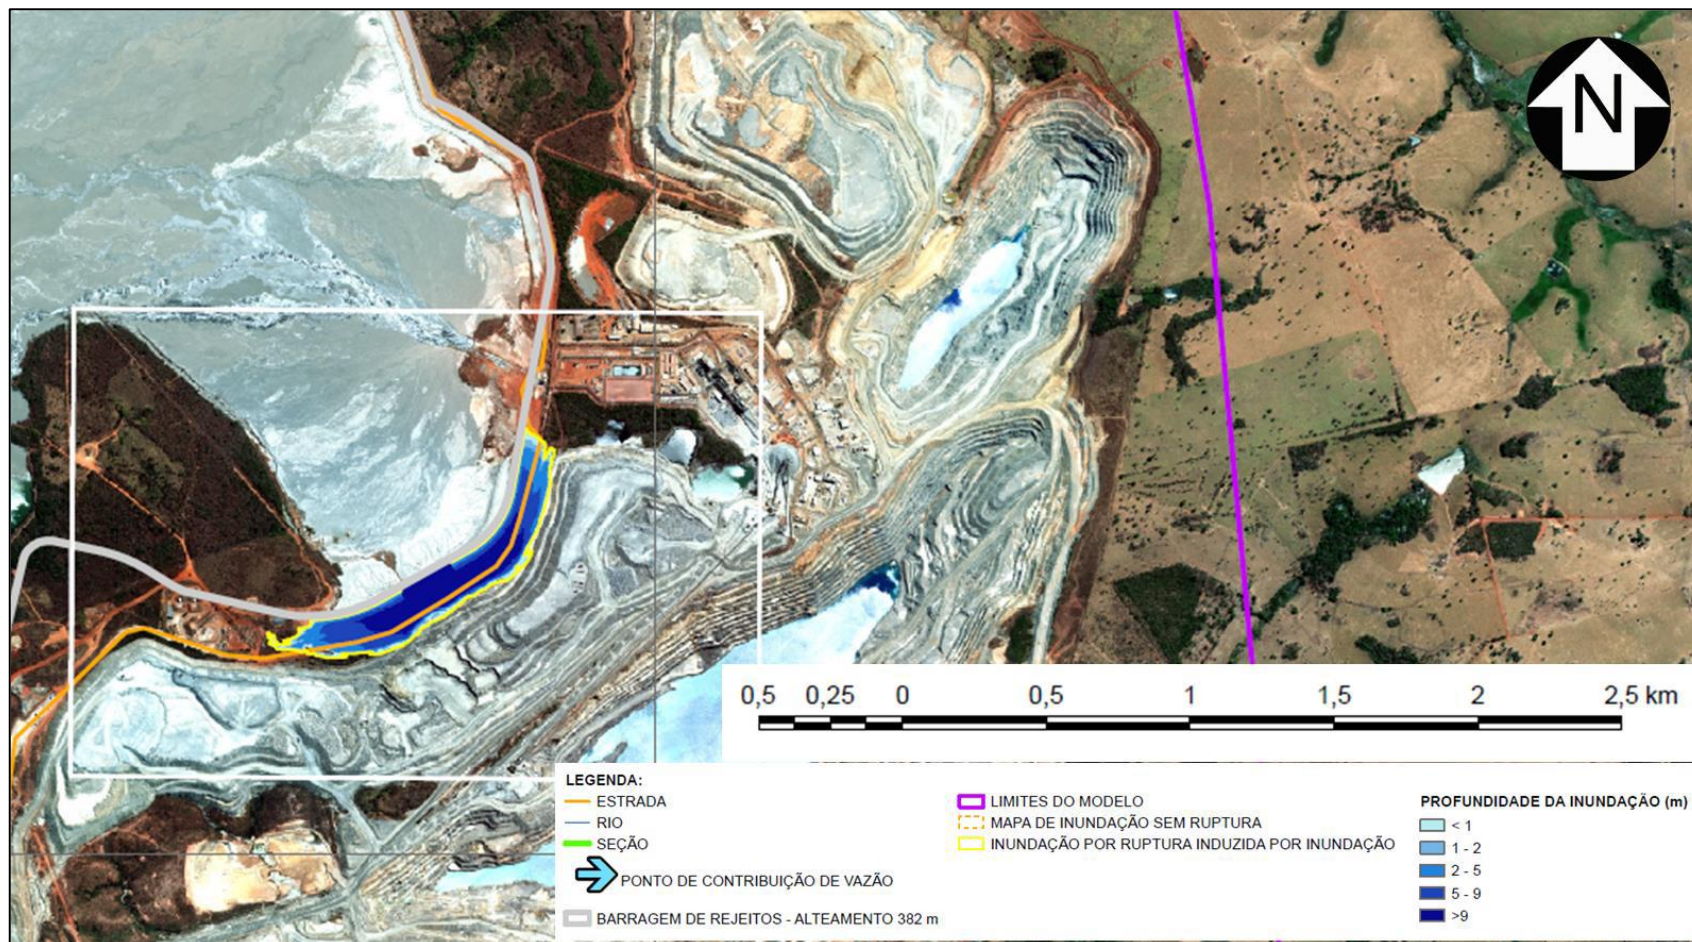 N
0,5 0,25 0 0,5 1 1,5 2 2,5 km
LEGENDA:
ESTRADA
RIO
SEÇÃO
PONTO DE CONTRIBUIÇÃO DE VAZÃO
BARRAGEM DE REJEITOS - ALTEAMENTO 382 m
LIMITES DO MODELO
MAPA DE INUNDAÇÃO SEM RUPTURA
INUNDAÇÃO POR RUPTURA INDUZIDA POR INUNDAÇÃO
PROFUNDIDADE DA INUNDAÇÃO (m)
< 1
1 - 2
2 - 5
5 - 9
>9